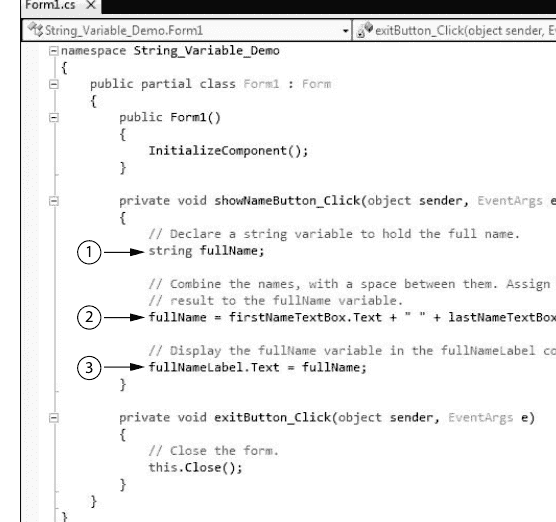 Form1.cs X
String_Variable_Demo.Form1 exitButton_Click(object sender,
namespace String_Variable_Demo
{
public partial class Form1 : Form
{
public Form1()
{
InitializeComponent();
}
private void showNameButton_Click(object sender, EventArgs e
{
// Declare a string variable to hold the full name.
1 string fullName;
// Combine the names, with a space between them. Assign
// result to the fullName variable.
2 fullName = firstNameTextBox.Text + " " + lastNameTextBox
// Display the fullName variable in the fullNameLabel co
3 fullNameLabel.Text = fullName;
}
private void exitButton_Click(object sender, EventArgs e)
{
// Close the form.
this.Close();
}
}
}